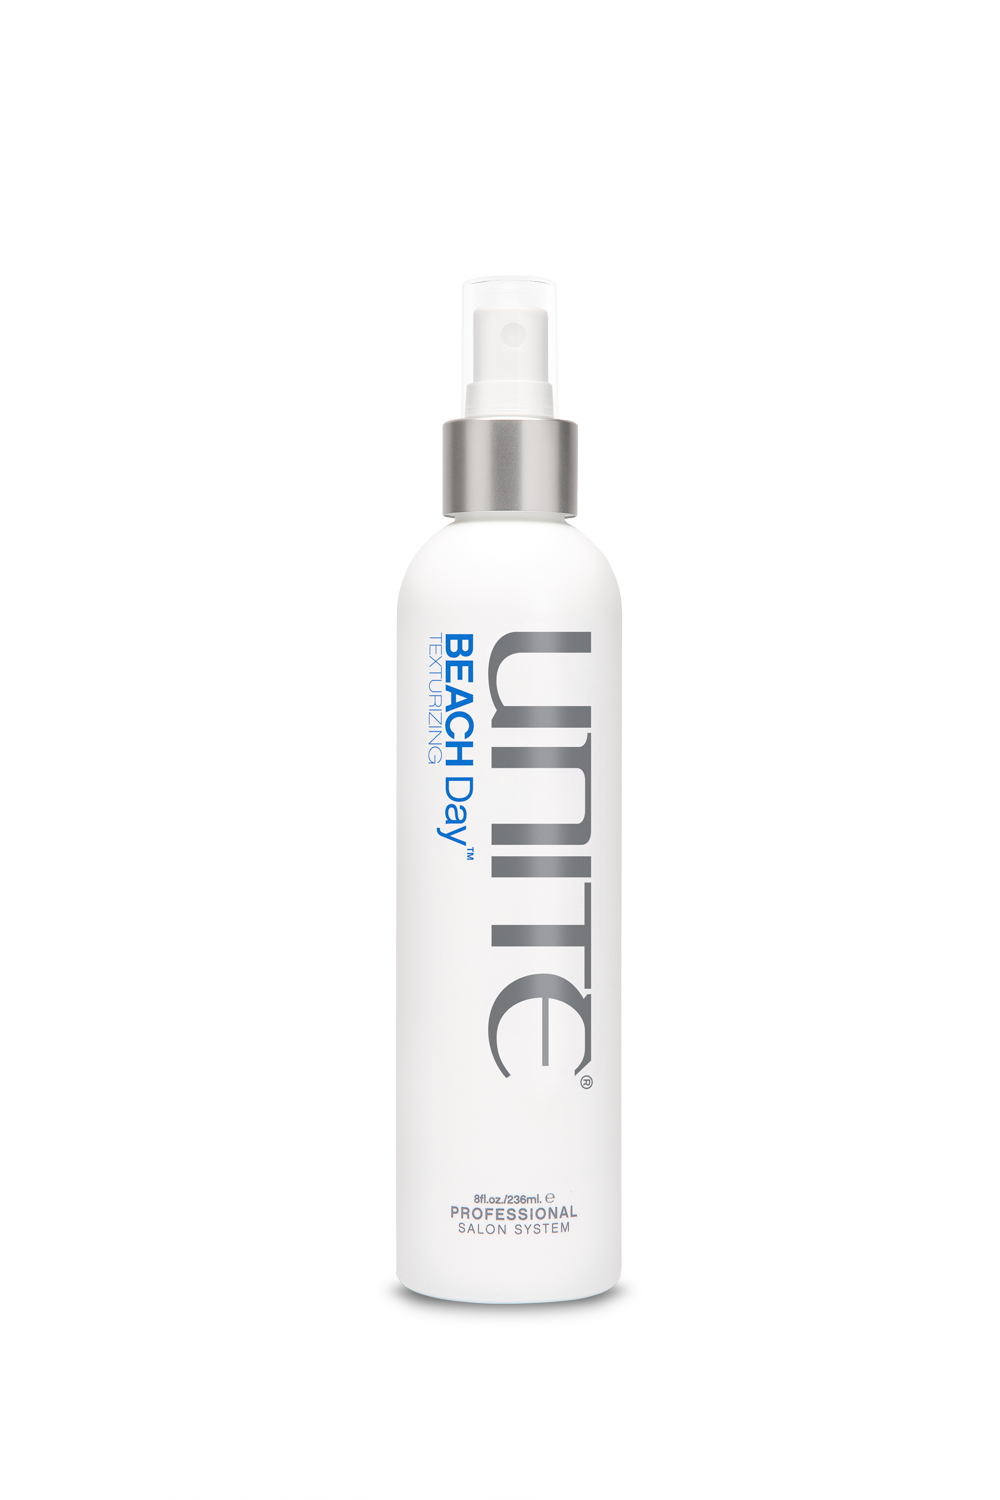 UNITE®
BEACH Day™
TEXTURIZING
8fl.oz./236ml. ℮
PROFESSIONAL
SALON SYSTEM